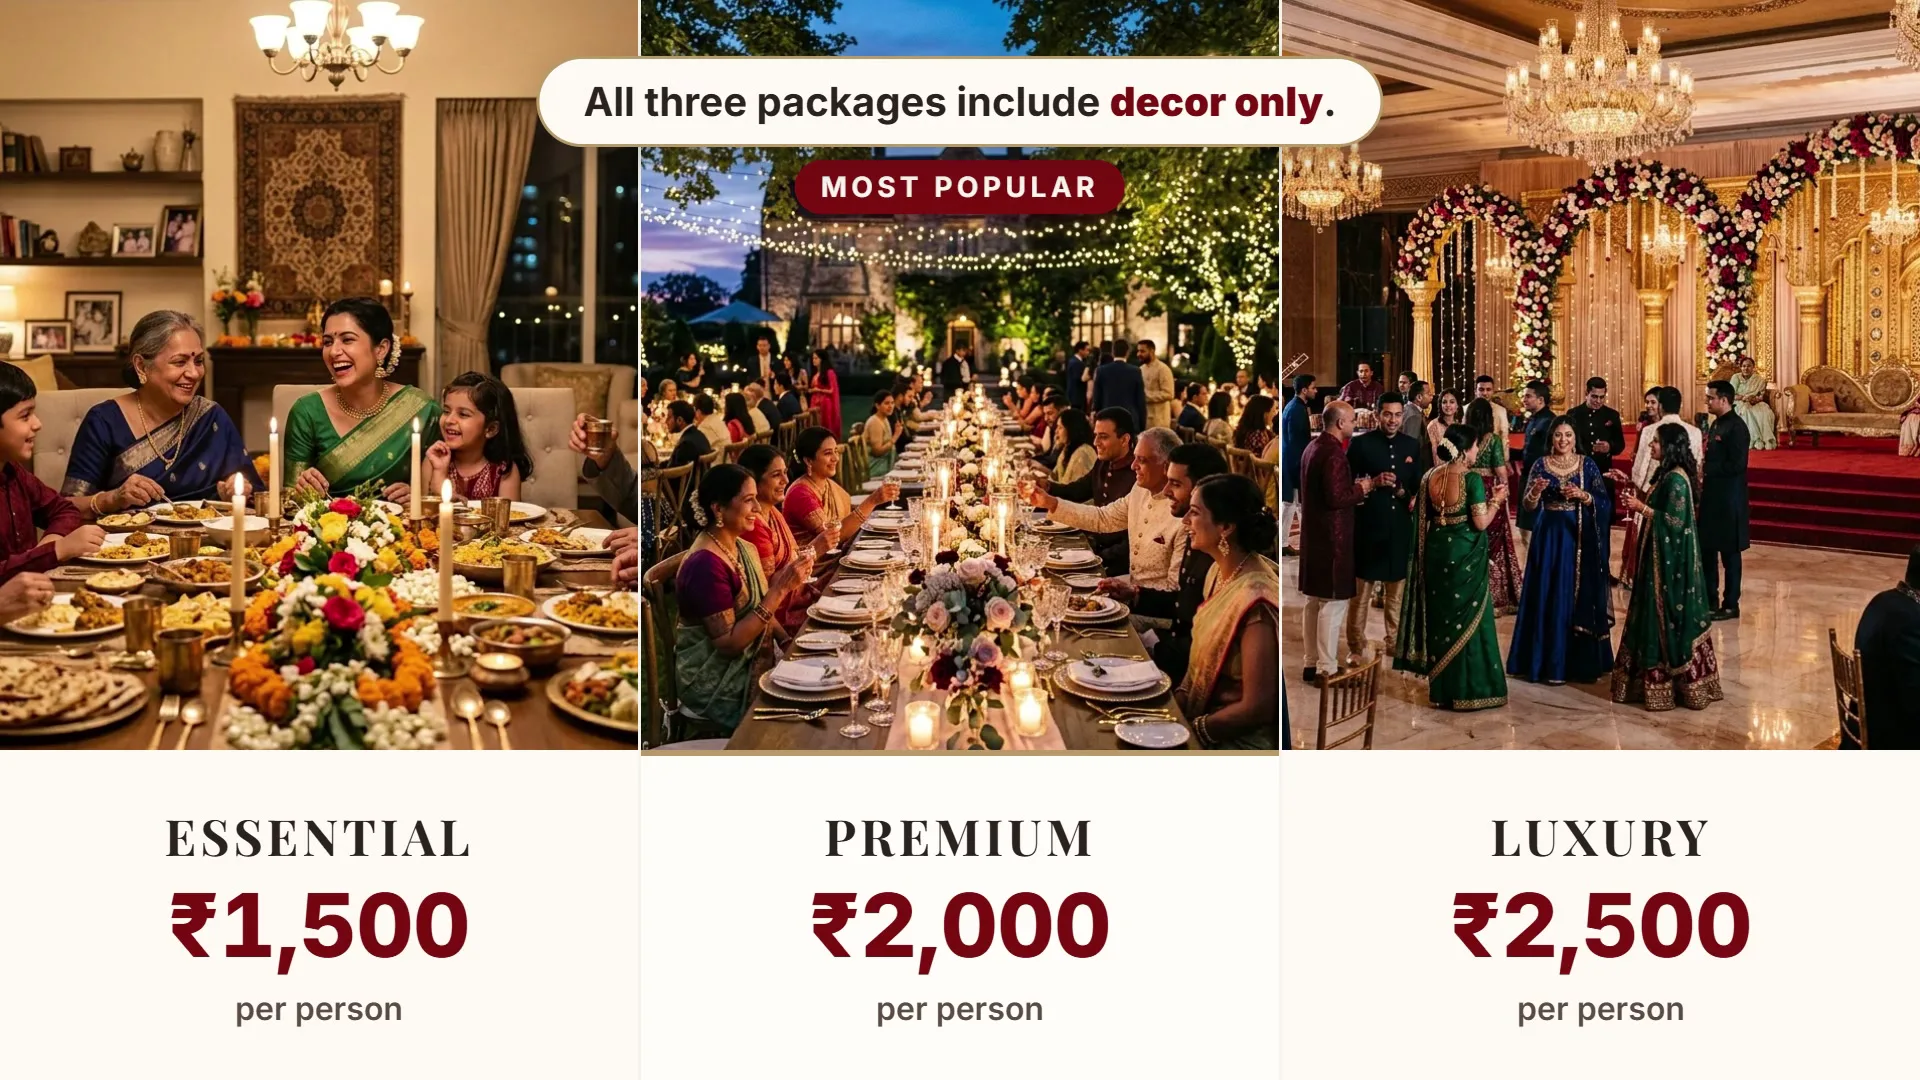 All three packages include decor only.
MOST POPULAR
ESSENTIAL
₹1,500
per person
PREMIUM
₹2,000
per person
LUXURY
₹2,500
per person